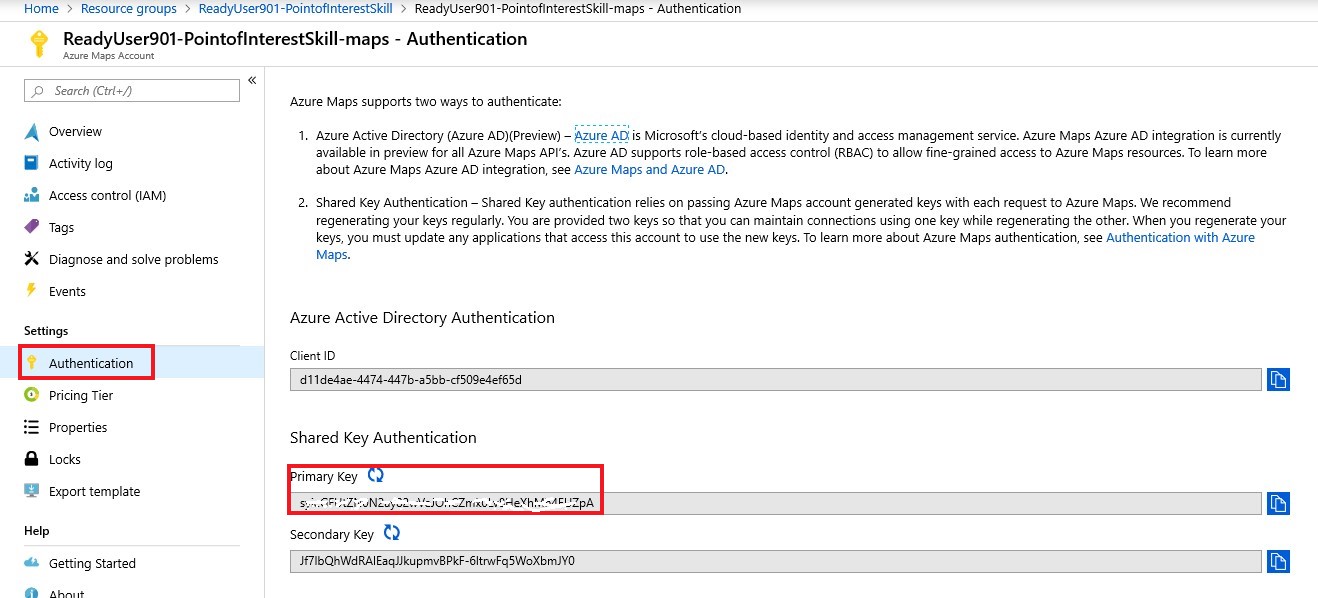 Home > Resource groups > ReadyUser901-PointofInterestSkill > ReadyUser901-PointofInterestSkill-maps - Authentication
ReadyUser901-PointofInterestSkill-maps - Authentication
Azure Maps Account
Search (Ctrl+/)
«
Overview
Activity log
Access control (IAM)
Tags
Diagnose and solve problems
Events
Settings
Authentication
Pricing Tier
Properties
Locks
Export template
Help
Getting Started
About
Azure Maps supports two ways to authenticate:
1. Azure Active Directory (Azure AD)(Preview) – Azure AD is Microsoft's cloud-based identity and access management service. Azure Maps Azure AD integration is currently
available in preview for all Azure Maps API's. Azure AD supports role-based access control (RBAC) to allow fine-grained access to Azure Maps resources. To learn more
about Azure Maps Azure AD integration, see Azure Maps and Azure AD.
2. Shared Key Authentication – Shared Key authentication relies on passing Azure Maps account generated keys with each request to Azure Maps. We recommend
regenerating your keys regularly. You are provided two keys so that you can maintain connections using one key while regenerating the other. When you regenerate your
keys, you must update any applications that access this account to use the new keys. To learn more about Azure Maps authentication, see Authentication with Azure
Maps.
Azure Active Directory Authentication
Client ID
d11de4ae-4474-447b-a5bb-cf509e4ef65d
Shared Key Authentication
Primary Key
Secondary Key
Jf7IbQhWdRAIEaqJJkupmvBPkF-6ltrwFq5WoXbmJY0